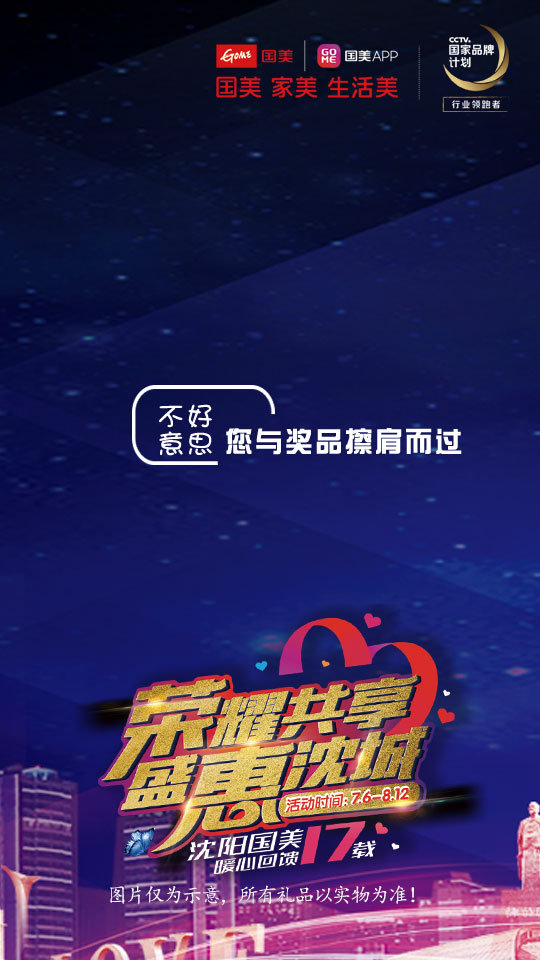 GOME 国美
GO ME 国美APP
国美 家美 生活美
CCTV®
国家品牌
计划
行业领跑者
不好
意思 您与奖品擦肩而过
荣耀共享
盛惠沈城
活动时间:7.6-8.12
沈阳国美
暖心回馈17载
图片仅为示意，所有礼品以实物为准！
LOVE